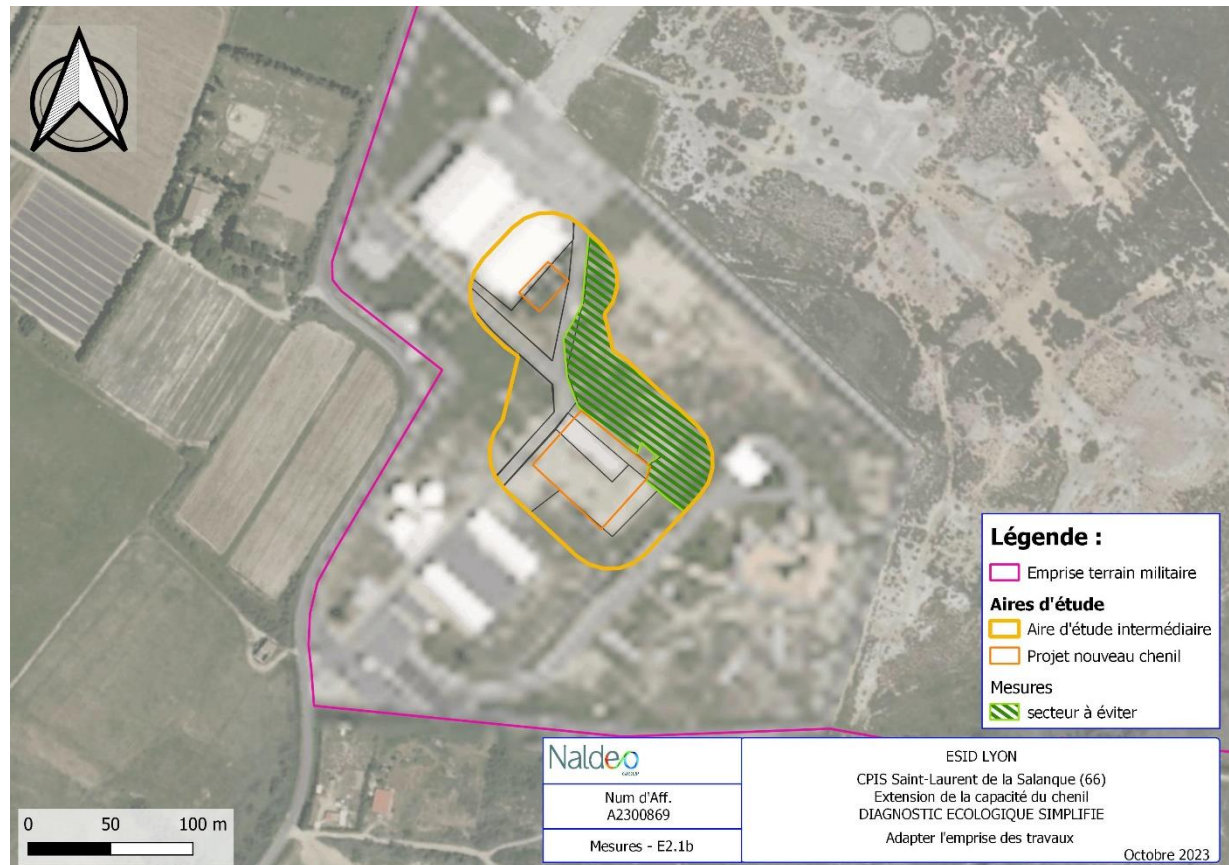 Légende :
Emprise terrain militaire
Aires d'étude
Aire d'étude intermédiaire
Projet nouveau chenil
Mesures
secteur à éviter
Naldeo
GROUP
Num d'Aff.
A2300869
Mesures - E2.1b
ESID LYON
CPIS Saint-Laurent de la Salanque (66)
Extension de la capacité du chenil
DIAGNOSTIC ECOLOGIQUE SIMPLIFIE
Adapter l'emprise des travaux
Octobre 2023
0 50 100 m